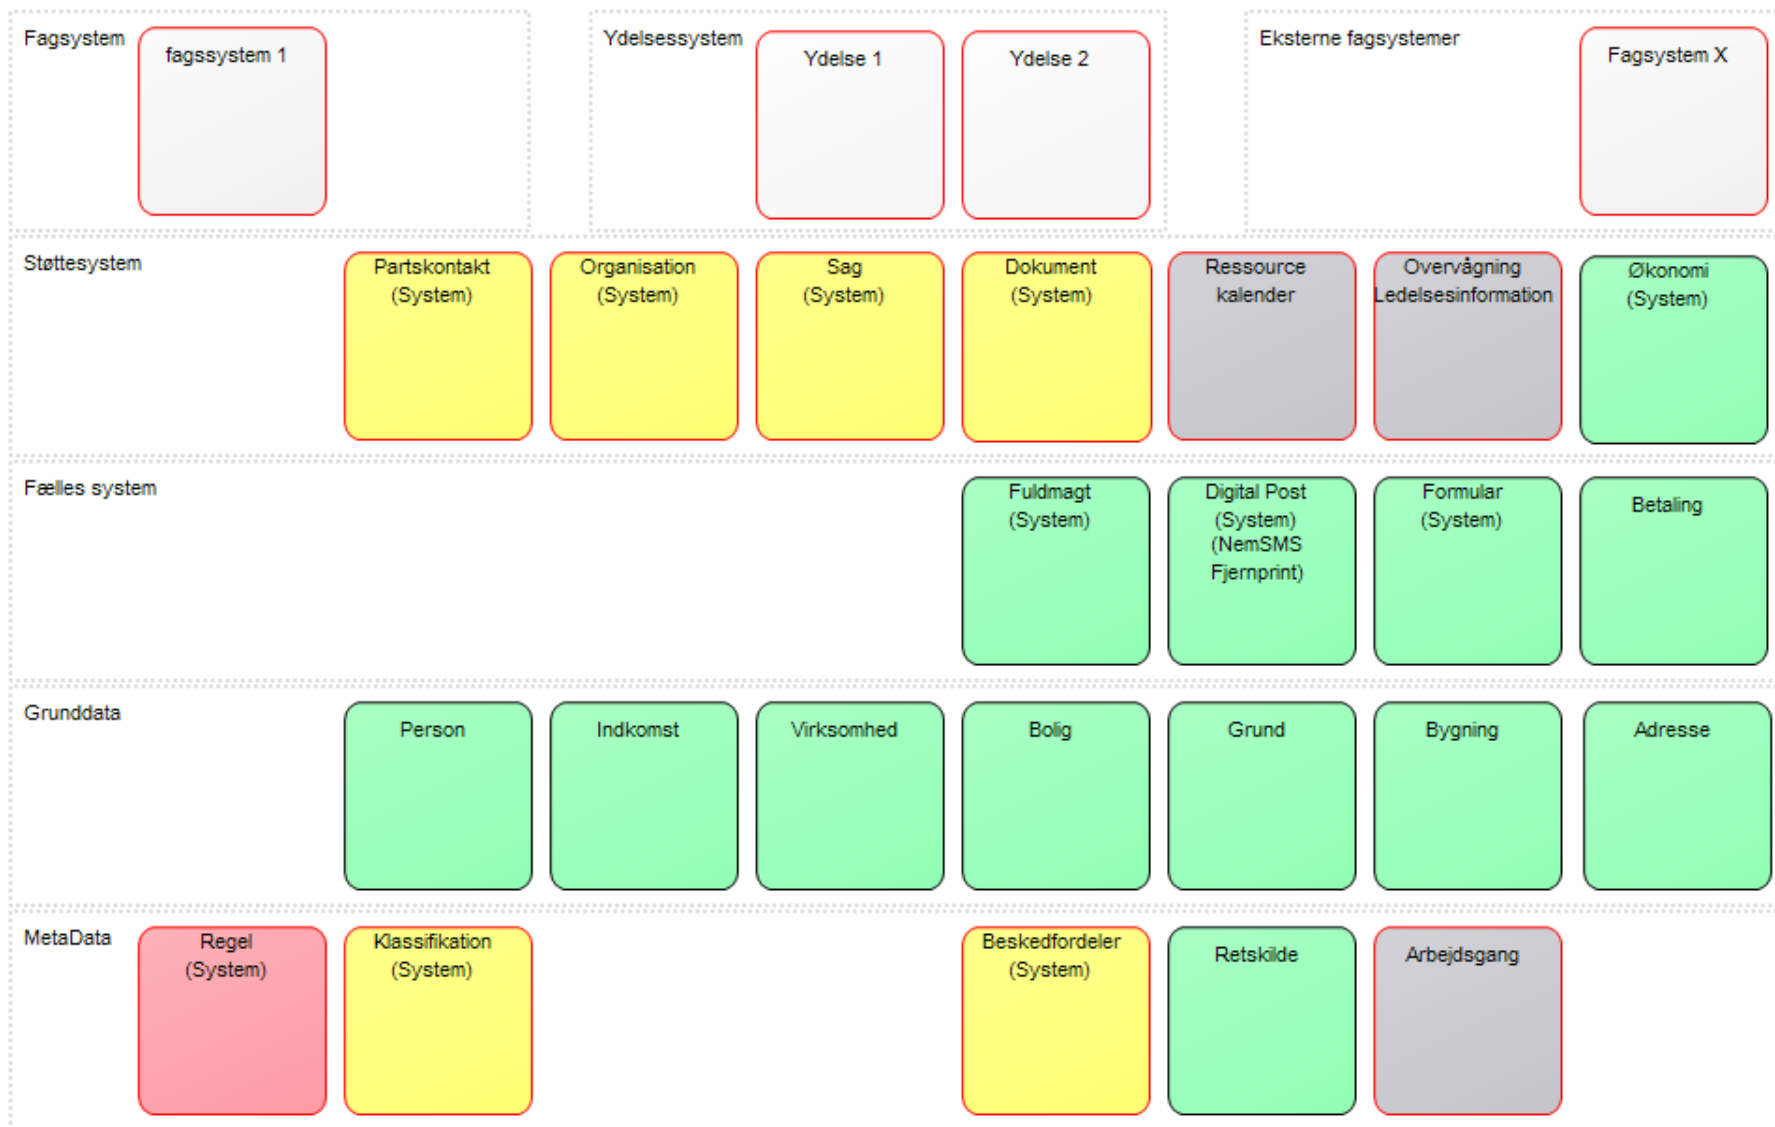 Fagsystem
fagssystem 1
Ydelsessystem
Ydelse 1
Ydelse 2
Eksterne fagsystemer
Fagsystem X
Støttesystem
Partskontakt
(System)
Organisation
(System)
Sag
(System)
Dokument
(System)
Ressource
kalender
Overvågning
Ledelsesinformation
Økonomi
(System)
Fælles system
Fuldmagt
(System)
Digital Post
(System)
(NemSMS
Fjernprint)
Formular
(System)
Betaling
Grunddata
Person
Indkomst
Virksomhed
Bolig
Grund
Bygning
Adresse
MetaData
Regel
(System)
Klassifikation
(System)
Beskedfordeler
(System)
Retskilde
Arbejdsgang